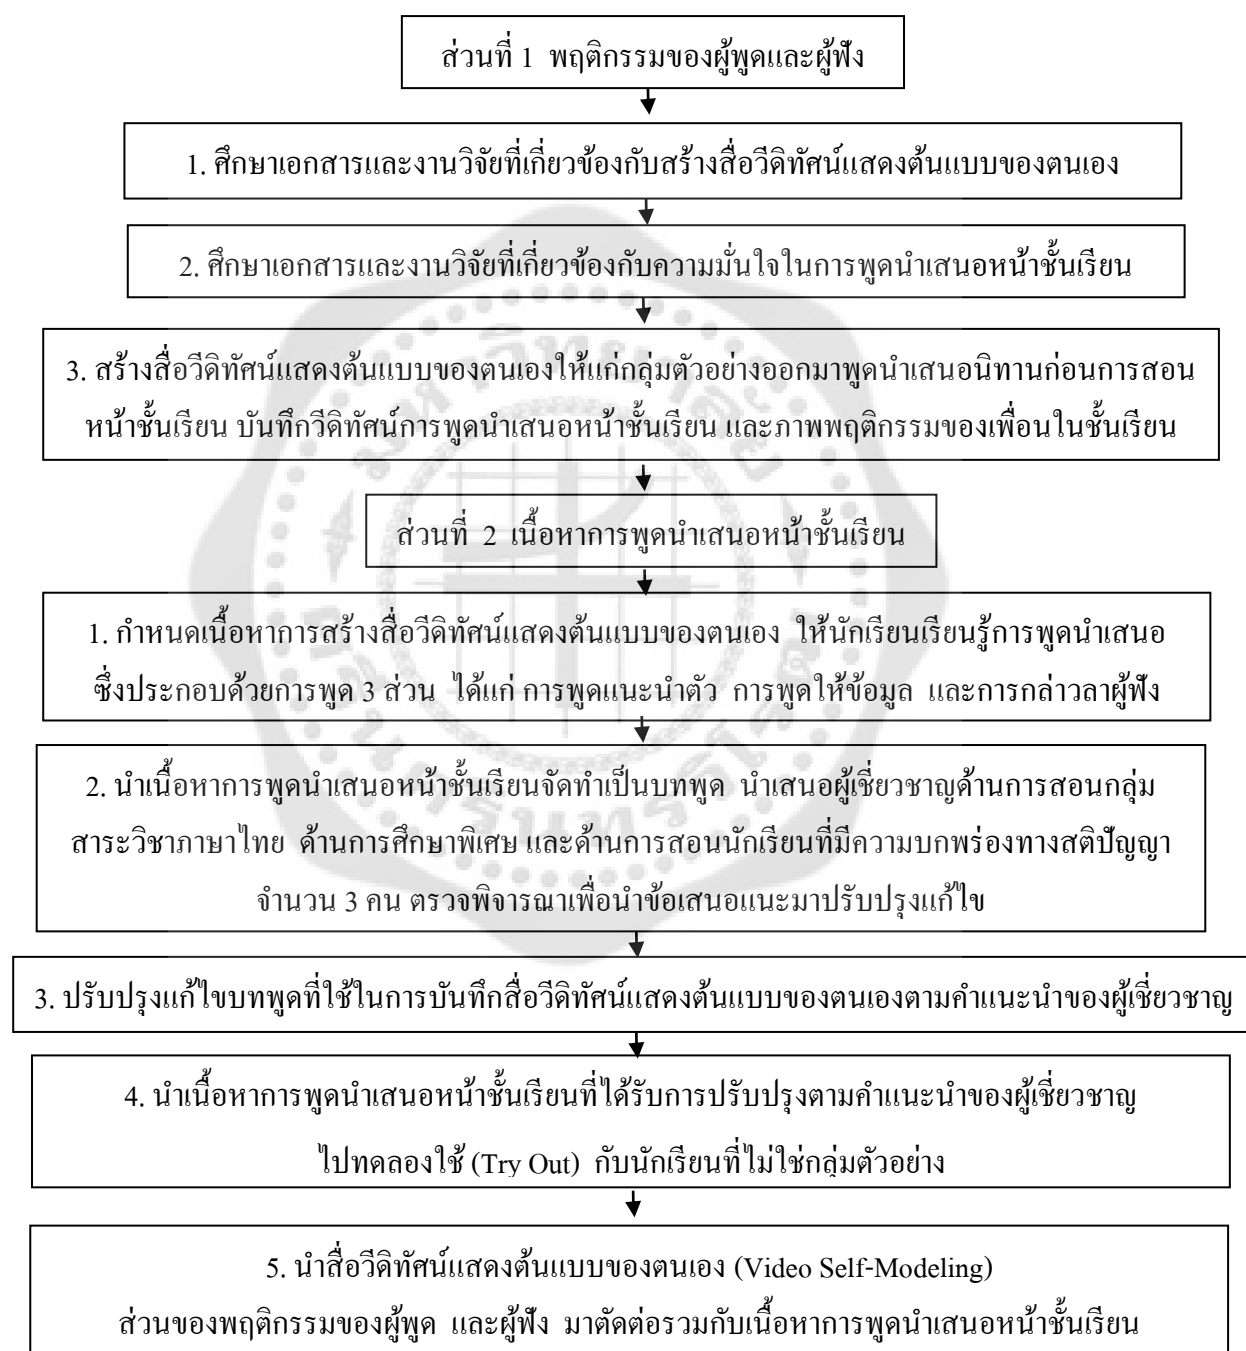 ส่วนที่ 1 พฤติกรรมของผู้พูดและผู้ฟัง
1. ศึกษาเอกสารและงานวิจัยที่เกี่ยวข้องกับสร้างสื่อวีดิทัศน์แสดงต้นแบบของตนเอง
2. ศึกษาเอกสารและงานวิจัยที่เกี่ยวข้องกับความมั่นใจในการพูดนำเสนอหน้าชั้นเรียน
3. สร้างสื่อวีดิทัศน์แสดงต้นแบบของตนเองให้แก่กลุ่มตัวอย่างออกมาพูดนำเสนอนิทานก่อนการสอน
หน้าชั้นเรียน บันทึกวีดิทัศน์การพูดนำเสนอหน้าชั้นเรียน และภาพพฤติกรรมของเพื่อนในชั้นเรียน
ส่วนที่ 2 เนื้อหาการพูดนำเสนอหน้าชั้นเรียน
1. กำหนดเนื้อหาการสร้างสื่อวีดิทัศน์แสดงต้นแบบของตนเอง ให้นักเรียนเรียนรู้การพูดนำเสนอ
ซึ่งประกอบด้วยการพูด 3 ส่วน ได้แก่ การพูดแนะนำตัว การพูดให้ข้อมูล และการกล่าวลาผู้ฟัง
2. นำเนื้อหาการพูดนำเสนอหน้าชั้นเรียนจัดทำเป็นบทพูด นำเสนอผู้เชี่ยวชาญด้านการสอนกลุ่ม
สาระวิชาภาษาไทย ด้านการศึกษาพิเศษ และด้านการสอนนักเรียนที่มีความบกพร่องทางสติปัญญา
จำนวน 3 คน ตรวจพิจารณาเพื่อนำข้อเสนอแนะมาปรับปรุงแก้ไข
3. ปรับปรุงแก้ไขบทพูดที่ใช้ในการบันทึกสื่อวีดิทัศน์แสดงต้นแบบของตนเองตามคำแนะนำของผู้เชี่ยวชาญ
4. นำเนื้อหาการพูดนำเสนอหน้าชั้นเรียนที่ได้รับการปรับปรุงตามคำแนะนำของผู้เชี่ยวชาญ
ไปทดลองใช้ (Try Out) กับนักเรียนที่ไม่ใช่กลุ่มตัวอย่าง
5. นำสื่อวีดิทัศน์แสดงต้นแบบของตนเอง (Video Self-Modeling)
ส่วนของพฤติกรรมของผู้พูด และผู้ฟัง มาตัดต่อรวมกับเนื้อหาการพูดนำเสนอหน้าชั้นเรียน
มหาวิทยาลัย
ศรีนครินทรวิโรฒ